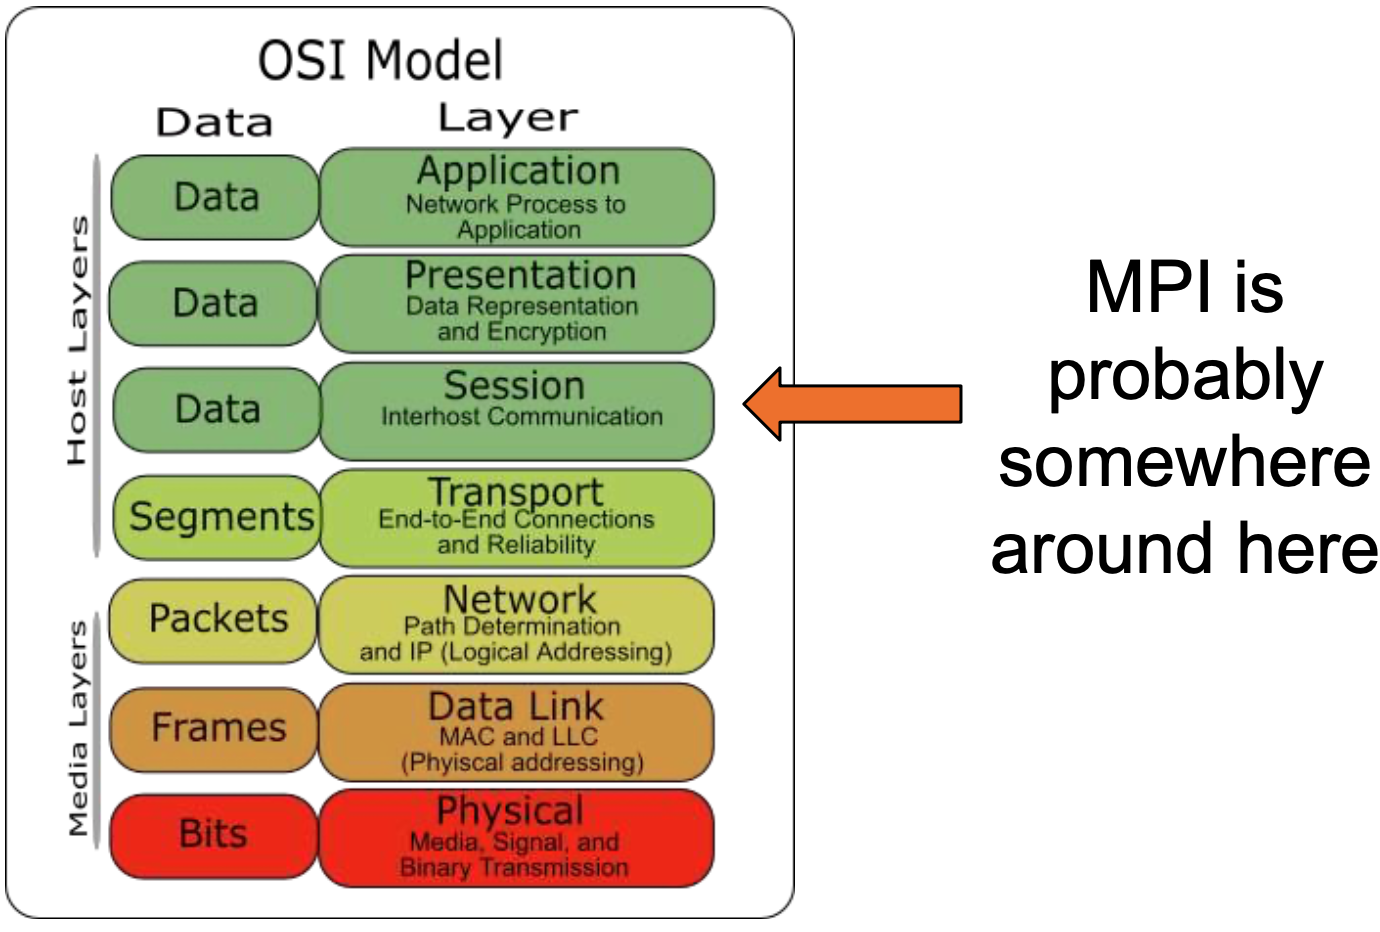 OSI Model
Data Layer
Host Layers
Data
Application
Network Process to
Application
Data
Presentation
Data Representation
and Encryption
Data
Session
Interhost Communication
Segments
Transport
End-to-End Connections
and Reliability
Media Layers
Packets
Network
Path Determination
and IP (Logical Addressing)
Frames
Data Link
MAC and LLC
(Phyiscal addressing)
Bits
Physical
Media, Signal, and
Binary Transmission
MPI is
probably
somewhere
around here